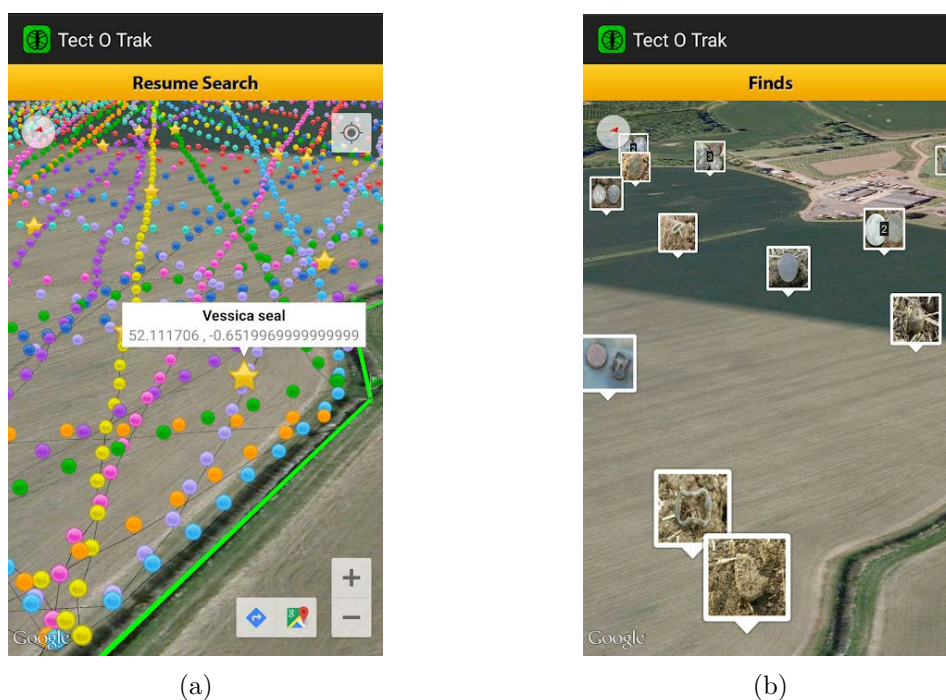 Tect O Trak
Resume Search
Vessica seal
52.111706 , -0.6519969999999999
+
−
Google
(a)
Tect O Trak
Finds
2
3
2
Google
(b)